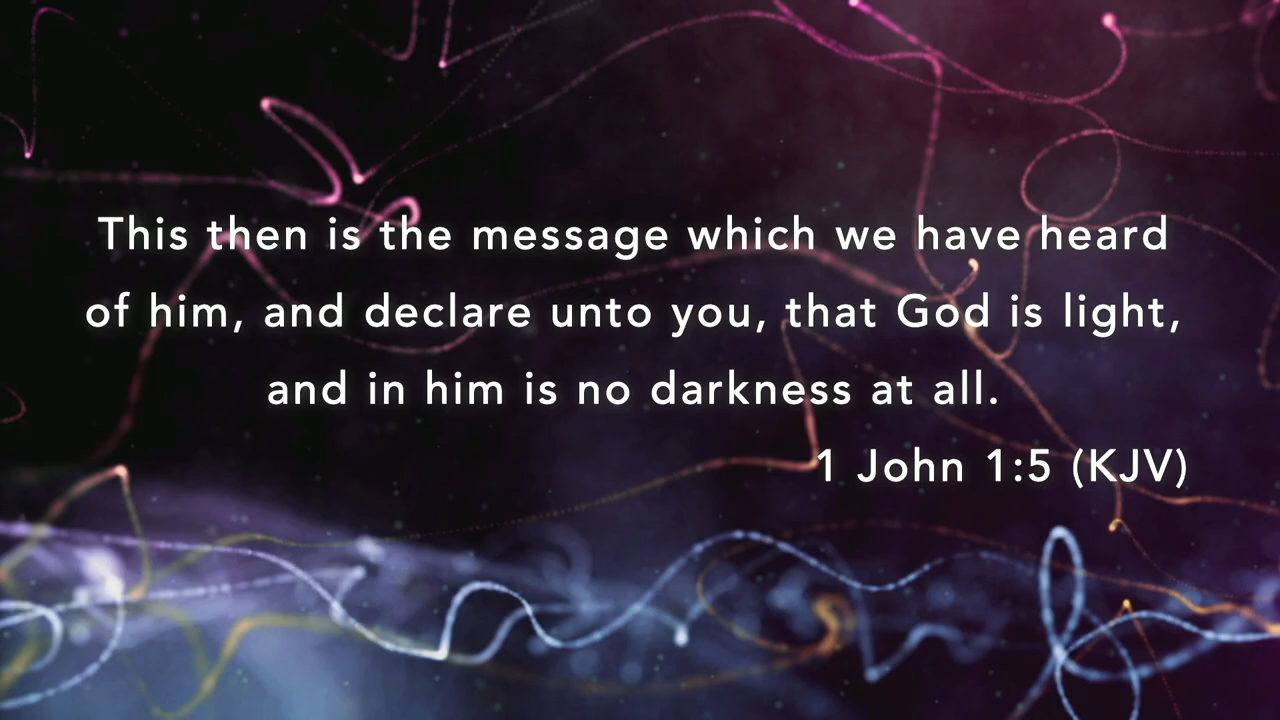 This then is the message which we have heard
of him, and declare unto you, that God is light,
and in him is no darkness at all.
1 John 1:5 (KJV)